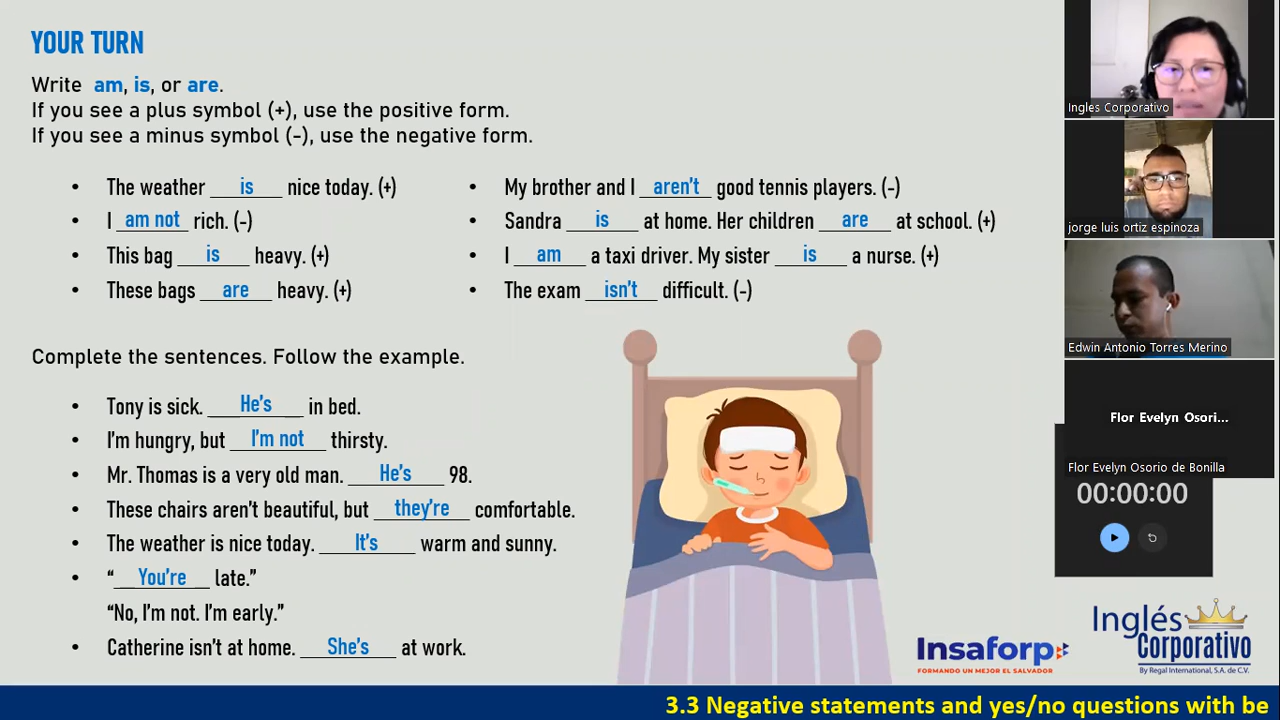 YOUR TURN
Write am, is, or are.
If you see a plus symbol (+), use the positive form.
If you see a minus symbol (-), use the negative form.
• The weather is nice today. (+)
• I am not rich. (-)
• This bag is heavy. (+)
• These bags are heavy. (+)
• My brother and I aren't good tennis players. (-)
• Sandra is at home. Her children are at school. (+)
• I am a taxi driver. My sister is a nurse. (+)
• The exam isn't difficult. (-)
Complete the sentences. Follow the example.
• Tony is sick. He's in bed.
• I'm hungry, but I'm not thirsty.
• Mr. Thomas is a very old man. He's 98.
• These chairs aren't beautiful, but they're comfortable.
• The weather is nice today. It's warm and sunny.
• “ You're late.”
“No, I'm not. I'm early.”
• Catherine isn't at home. She's at work.
Ingles Corporativo
jorge luis ortiz espinoza
Edwin Antonio Torres Merino
Flor Evelyn Osori...
Flor Evelyn Osorio de Bonilla
00:00:00
Insaforp
FORMANDO UN MEJOR EL SALVADOR
Inglés
Corporativo
By Regal International, S.A. de C.V.
3.3 Negative statements and yes/no questions with be